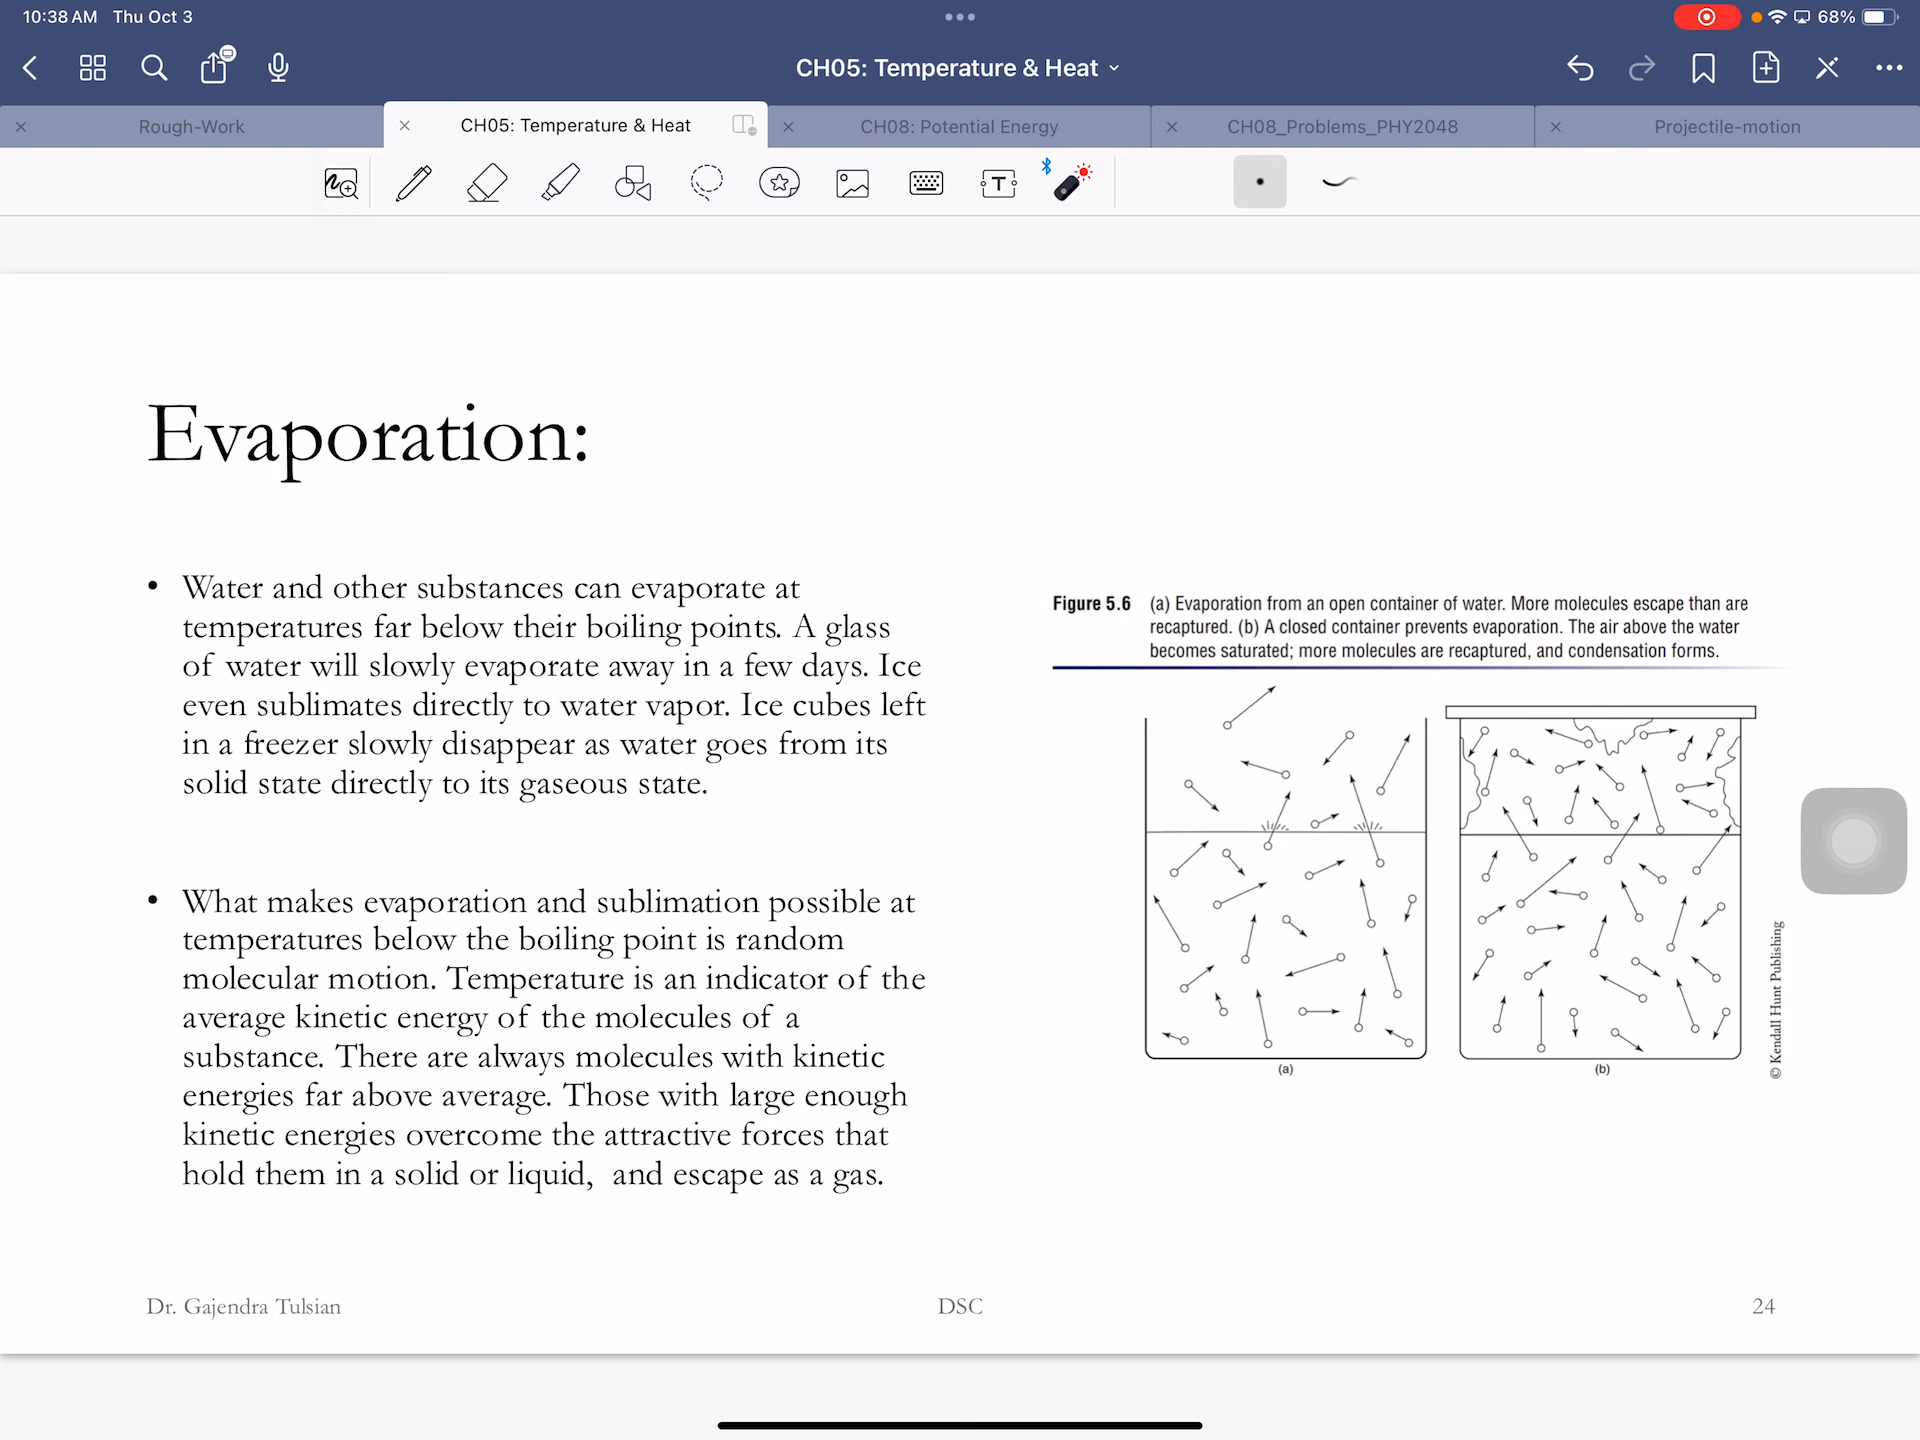 10:38 AM Thu Oct 3
68%
CH05: Temperature & Heat
Rough-Work
CH05: Temperature & Heat
CH08: Potential Energy
CH08_Problems_PHY2048
Projectile-motion
T
Evaporation:
• Water and other substances can evaporate at
temperatures far below their boiling points. A glass
of water will slowly evaporate away in a few days. Ice
even sublimates directly to water vapor. Ice cubes left
in a freezer slowly disappear as water goes from its
solid state directly to its gaseous state.
• What makes evaporation and sublimation possible at
temperatures below the boiling point is random
molecular motion. Temperature is an indicator of the
average kinetic energy of the molecules of a
substance. There are always molecules with kinetic
energies far above average. Those with large enough
kinetic energies overcome the attractive forces that
hold them in a solid or liquid, and escape as a gas.
Figure 5.6 (a) Evaporation from an open container of water. More molecules escape than are
recaptured. (b) A closed container prevents evaporation. The air above the water
becomes saturated; more molecules are recaptured, and condensation forms.
(a)
(b)
© Kendall Hunt Publishing
Dr. Gajendra Tulsian
DSC
24